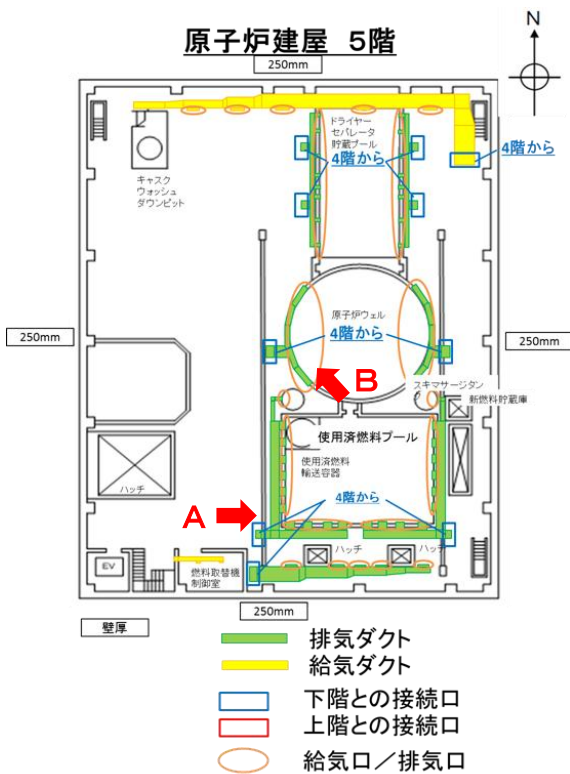 原子炉建屋 5階
N
250mm
ドライヤー
セパレータ
貯蔵プール
4階から
4階から
キャスク
ウォッシュ
ダウンピット
原子炉ウェル
4階から
250mm
250mm
B
スキマサージタン
新燃料貯蔵庫
使用済燃料プール
使用済燃料
輸送容器
ハッチ
4階から
A
ハッチ
ハッチ
EV
燃料取替機
制御室
250mm
壁厚
排気ダクト
給気ダクト
下階との接続口
上階との接続口
給気口／排気口